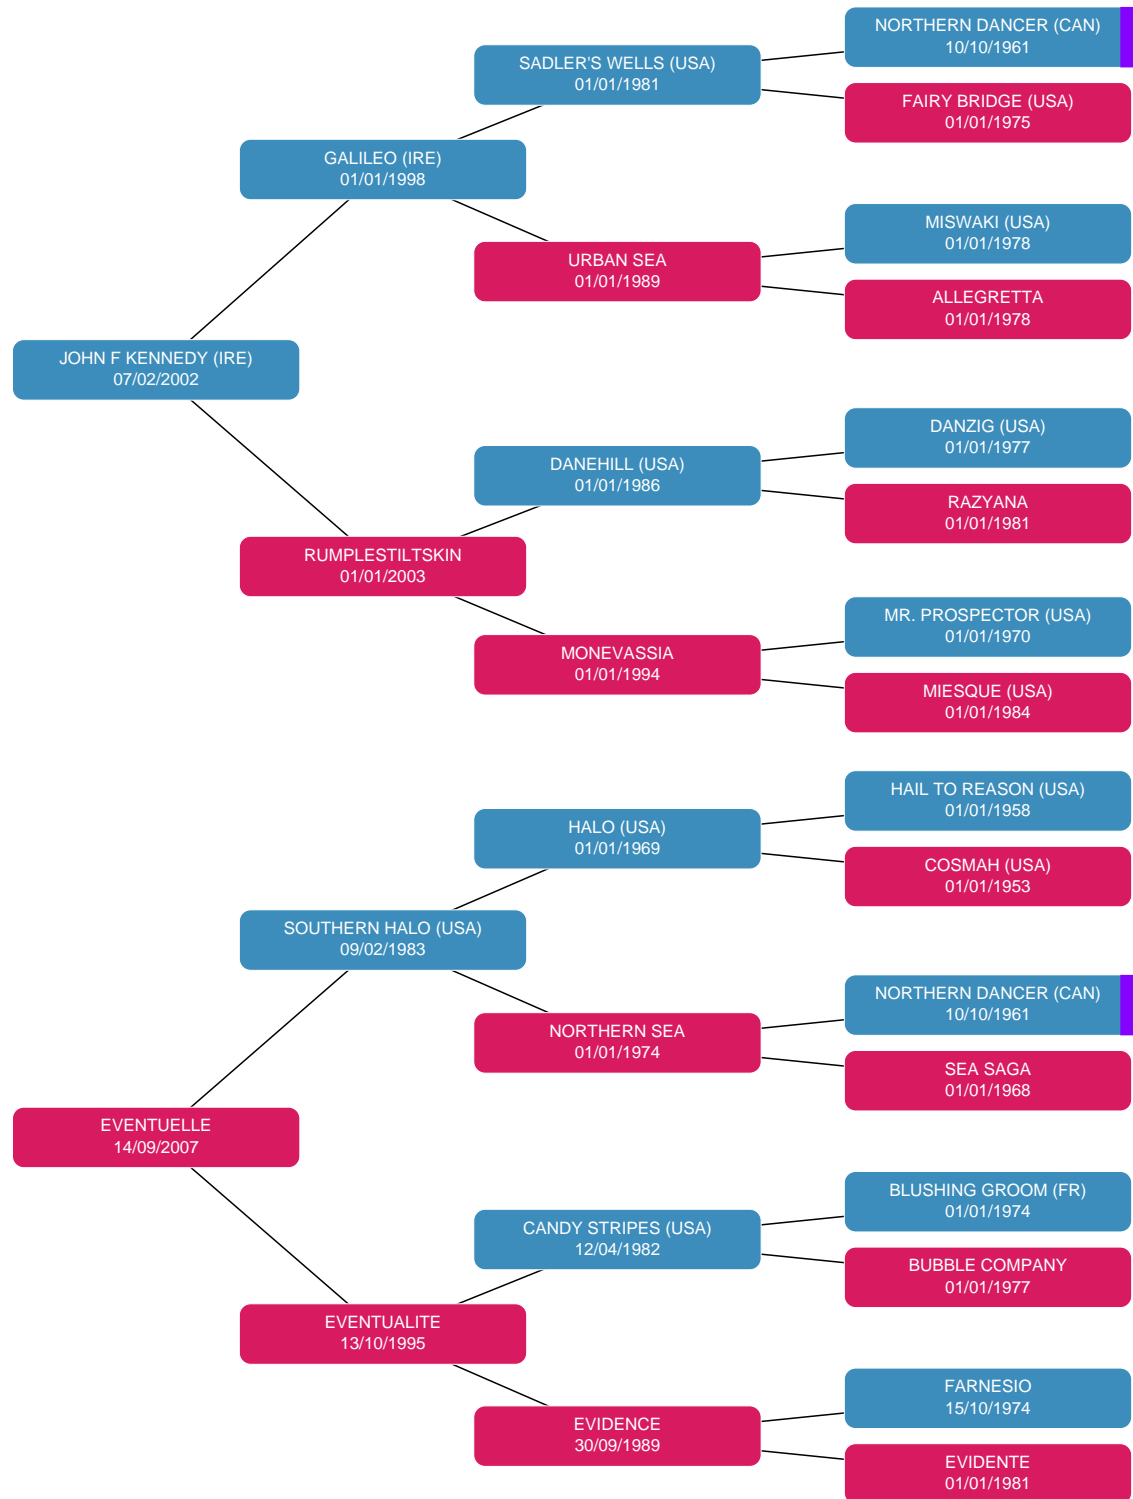 NORTHERN DANCER (CAN)
10/10/1961
SADLER'S WELLS (USA)
01/01/1981
FAIRY BRIDGE (USA)
01/01/1975
GALILEO (IRE)
01/01/1998
MISWAKI (USA)
01/01/1978
URBAN SEA
01/01/1989
ALLEGRETTA
01/01/1978
JOHN F KENNEDY (IRE)
07/02/2002
DANZIG (USA)
01/01/1977
DANEHILL (USA)
01/01/1986
RAZYANA
01/01/1981
RUMPLESTILTSKIN
01/01/2003
MR. PROSPECTOR (USA)
01/01/1970
MONEVASSIA
01/01/1994
MIESQUE (USA)
01/01/1984
HAIL TO REASON (USA)
01/01/1958
HALO (USA)
01/01/1969
COSMAH (USA)
01/01/1953
SOUTHERN HALO (USA)
09/02/1983
NORTHERN DANCER (CAN)
10/10/1961
NORTHERN SEA
01/01/1974
SEA SAGA
01/01/1968
EVENTUELLE
14/09/2007
BLUSHING GROOM (FR)
01/01/1974
CANDY STRIPES (USA)
12/04/1982
BUBBLE COMPANY
01/01/1977
EVENTUALITE
13/10/1995
FARNESIO
15/10/1974
EVIDENCE
30/09/1989
EVIDENTE
01/01/1981